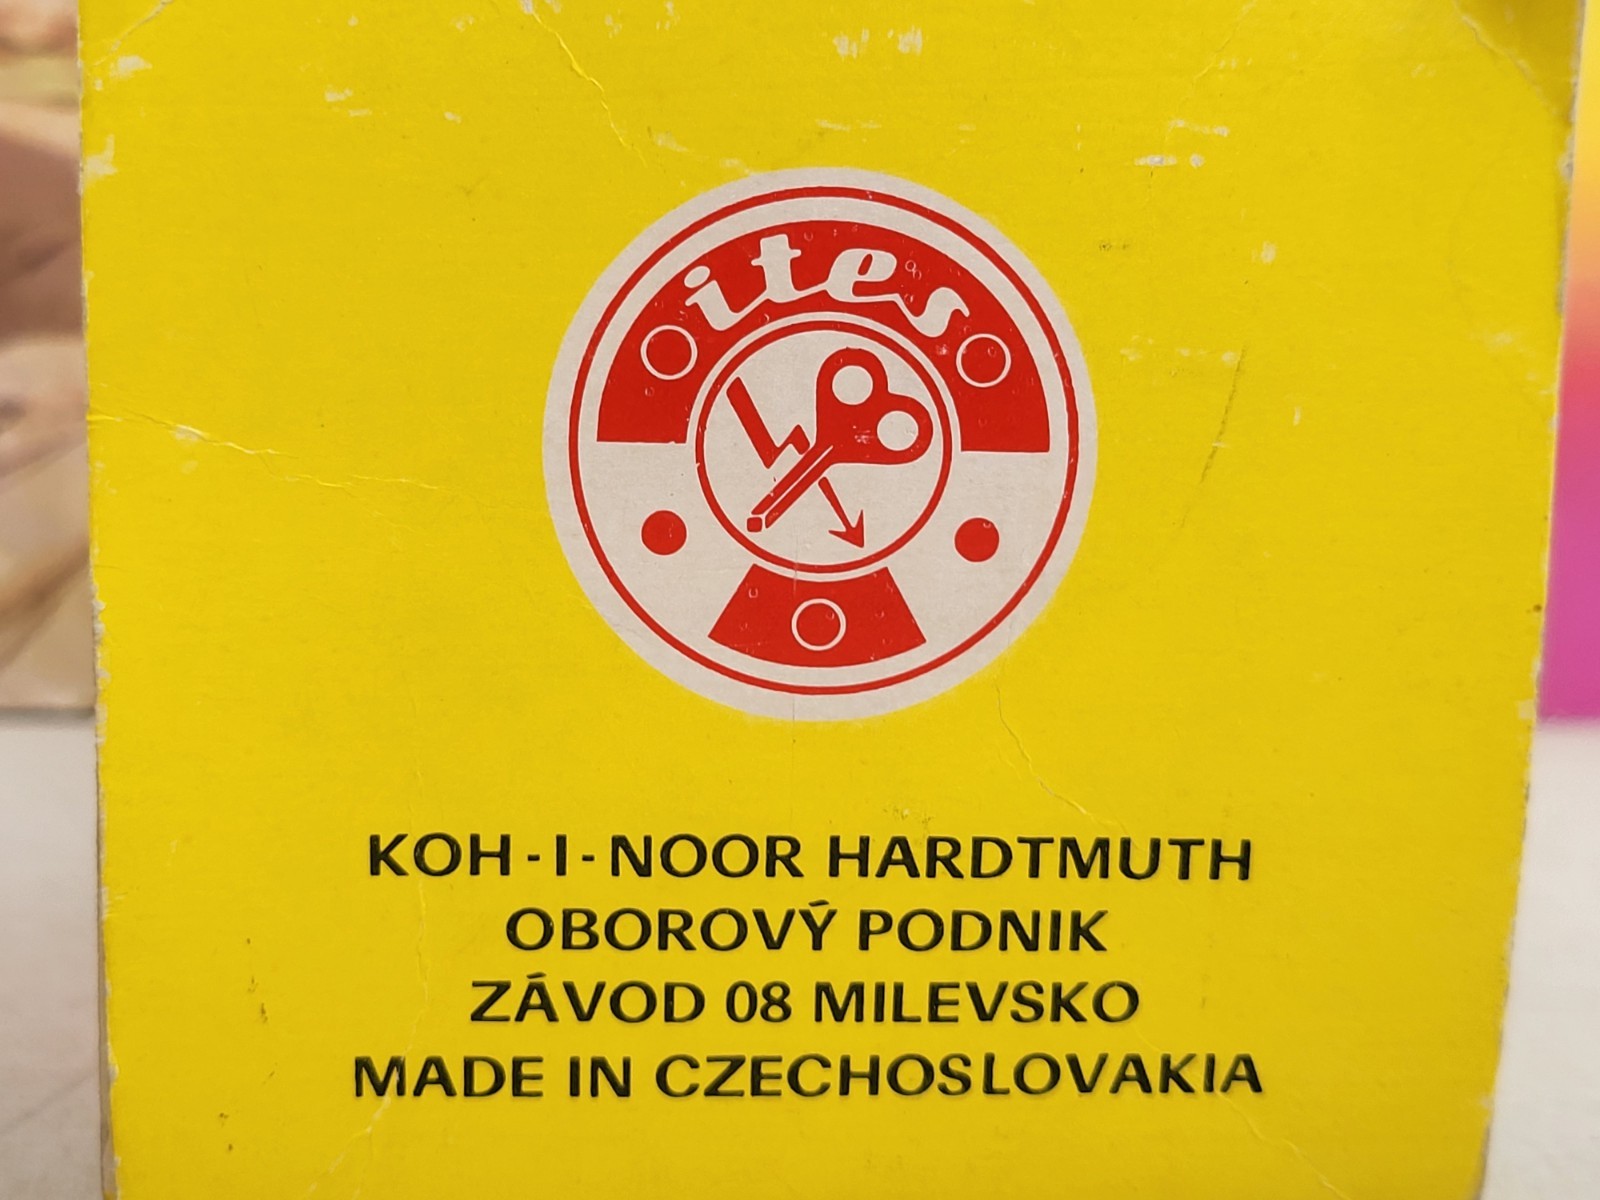 ites
KOH-I-NOOR HARDTMUTH
OBOROVÝ PODNIK
ZÁVOD 08 MILEVSKO
MADE IN CZECHOSLOVAKIA